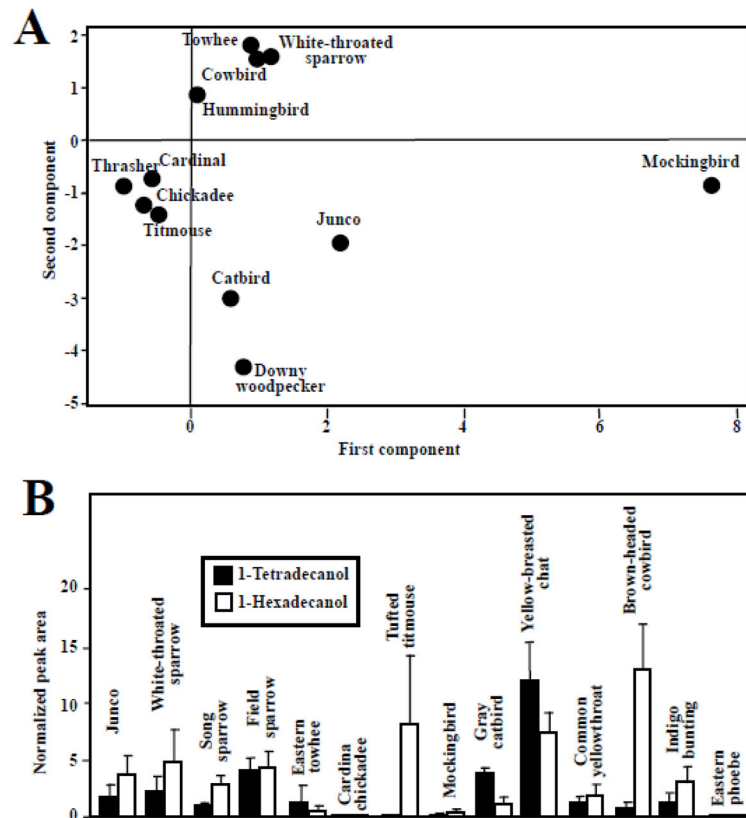 A
2
1
0
-1
-2
-3
-4
-5
Second component
Towhee
White-throated
sparrow
Cowbird
Hummingbird
Thrasher
Cardinal
Chickadee
Titmouse
Mockingbird
Junco
Catbird
Downy
woodpecker
0
2
4
6
8
First component
B
Normalized peak area
20
15
10
5
0
1-Tetradecanol
1-Hexadecanol
Junco
White-throated
sparrow
Song
sparrow
Field
sparrow
Eastern
towhee
Cardina
chickadee
Tufted
titmouse
Mockingbird
Gray
catbird
Yellow-breasted
chat
Common
yellowthroat
Brown-headed
cowbird
Indigo
bunting
Eastern
phoebe